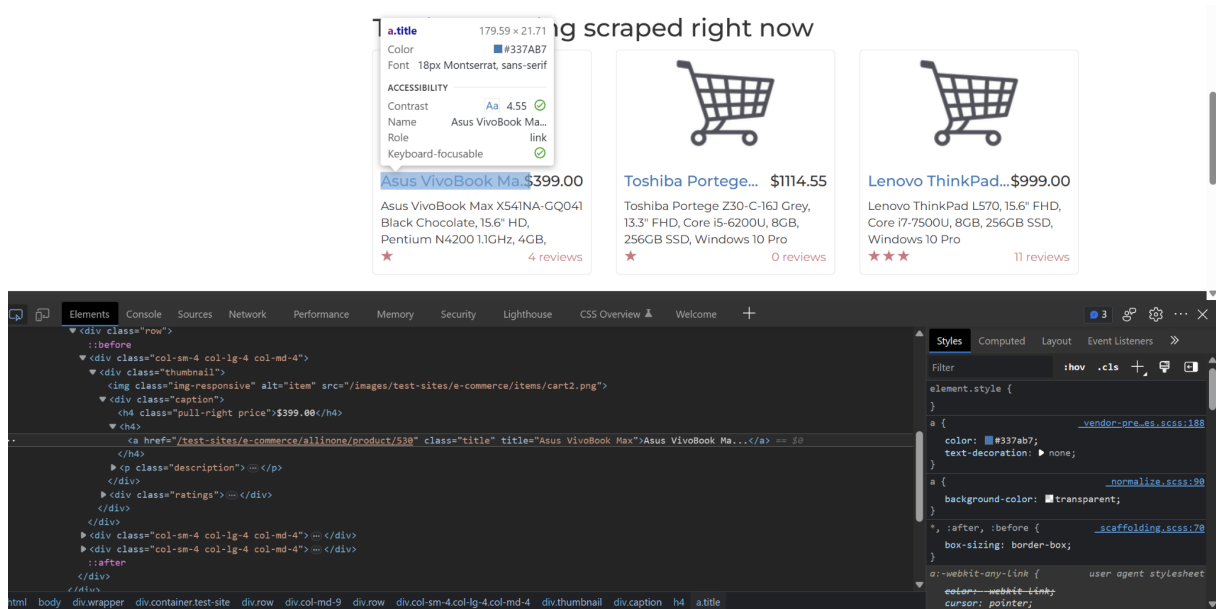 ng scraped right now
a.title 179.59 × 21.71
Color #337AB7
Font 18px Montserrat, sans-serif
ACCESSIBILITY
Contrast Aa 4.55
Name Asus VivoBook Ma...
Role link
Keyboard-focusable
Asus VivoBook Ma... $399.00
Asus VivoBook Max X541NA-GQ041
Black Chocolate, 15.6" HD,
Pentium N4200 1.1GHz, 4GB,
4 reviews
Toshiba Portege... $1114.55
Toshiba Portege Z30-C-16J Grey,
13.3" FHD, Core i5-6200U, 8GB,
256GB SSD, Windows 10 Pro
0 reviews
Lenovo ThinkPad... $999.00
Lenovo ThinkPad L570, 15.6" FHD,
Core i7-7500U, 8GB, 256GB SSD,
Windows 10 Pro
11 reviews
Elements Console Sources Network Performance Memory Security Lighthouse CSS Overview Welcome 3
<div class="row">
::before
<div class="col-sm-4 col-lg-4 col-md-4">
<div class="thumbnail">
<img class="img-responsive" alt="item" src="/images/test-sites/e-commerce/items/cart2.png">
<div class="caption">
<h4 class="pull-right price">$399.00</h4>
<h4>
<a href="/test-sites/e-commerce/allinone/product/530" class="title" title="Asus VivoBook Max">Asus VivoBook Ma...</a> == $0
</h4>
<p class="description">…</p>
</div>
<div class="ratings">…</div>
</div>
</div>
<div class="col-sm-4 col-lg-4 col-md-4">…</div>
<div class="col-sm-4 col-lg-4 col-md-4">…</div>
::after
</div>
</div>
html body div.wrapper div.container.test-site div.row div.col-md-9 div.row div.col-sm-4.col-lg-4.col-md-4 div.thumbnail div.caption h4 a.title
Styles Computed Layout Event Listeners
Filter :hov .cls
element.style {
}
a { _vendor-pre…es.scss:188
color: #337ab7;
text-decoration: none;
}
a { _normalize.scss:90
background-color: transparent;
}
*, :after, :before { _scaffolding.scss:70
box-sizing: border-box;
}
a:-webkit-any-link { user agent stylesheet
color: -webkit-link;
cursor: pointer;